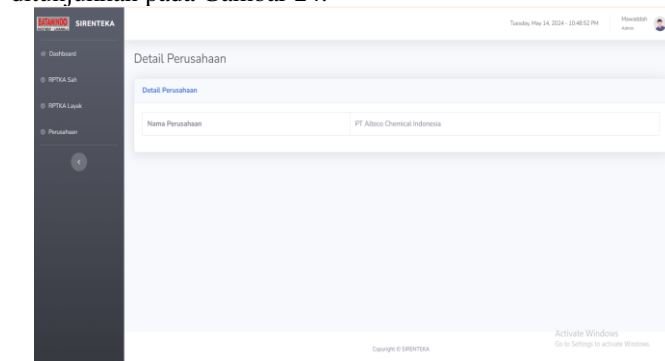 ditunjukkan pada Gambar 24.
BATAMINDO SIRENTEKA
Tuesday, May 14, 2024 - 10:48:52 PM
Mawaddah
Admin
Dashboard
RPTKA Sah
RPTKA Layak
Perusahaan
Detail Perusahaan
Detail Perusahaan
Nama Perusahaan PT Alteco Chemical Indonesia
Copyright © SIRENTEKA
Activate Windows
Go to Settings to activate Windows.